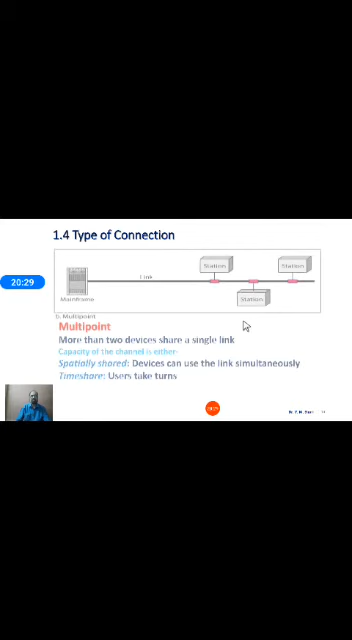 1.4 Type of Connection
Station
Station
Link
20:29
Mainframe
Station
b. Multipoint
Multipoint
More than two devices share a single link
Capacity of the channel is either-
Spatially shared: Devices can use the link simultaneously
Timeshare: Users take turns